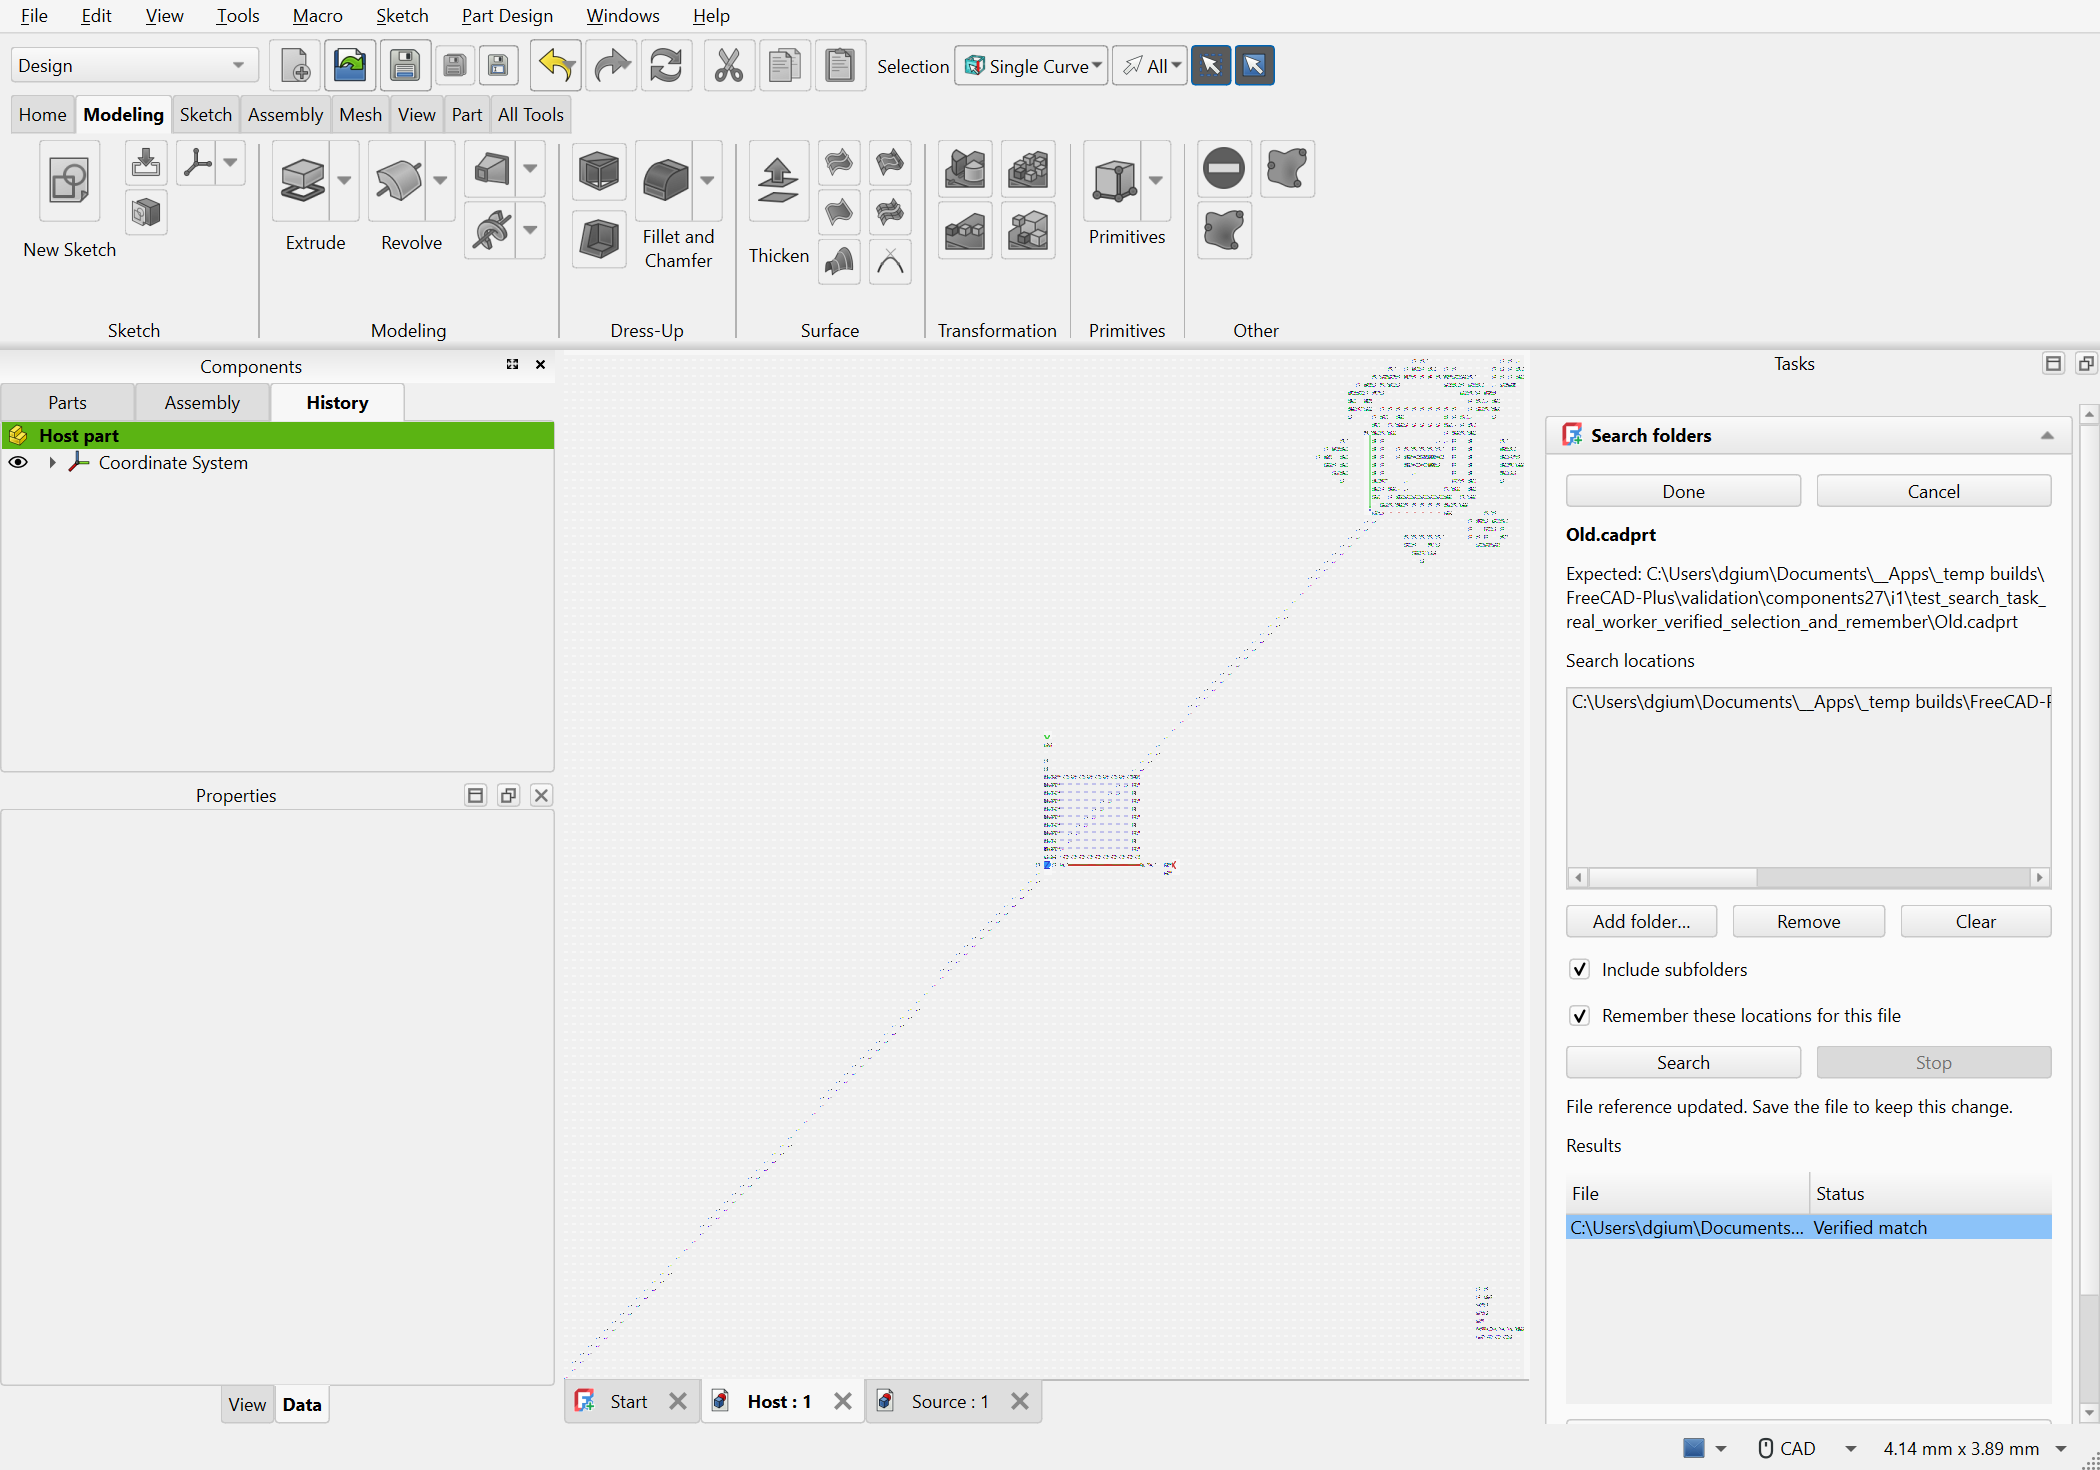 File Edit View Tools Macro Sketch Part Design Windows Help
Design
Selection Single Curve All
Home Modeling Sketch Assembly Mesh View Part All Tools
New Sketch
Extrude
Revolve
Fillet and
Chamfer
Thicken
Primitives
Sketch Modeling Dress-Up Surface Transformation Primitives Other
Components
Parts Assembly History
Host part
Coordinate System
Properties
View Data
Start Host : 1 Source : 1
Tasks
Search folders
Done Cancel
Old.cadprt
Expected: C:\Users\dgium\Documents\__Apps\_temp builds\
FreeCAD-Plus\validation\components27\i1\test_search_task_
real_worker_verified_selection_and_remember\Old.cadprt
Search locations
C:\Users\dgium\Documents\__Apps\_temp builds\FreeCAD-
Add folder... Remove Clear
Include subfolders
Remember these locations for this file
Search Stop
File reference updated. Save the file to keep this change.
Results
File Status
C:\Users\dgium\Documents... Verified match
CAD 4.14 mm x 3.89 mm